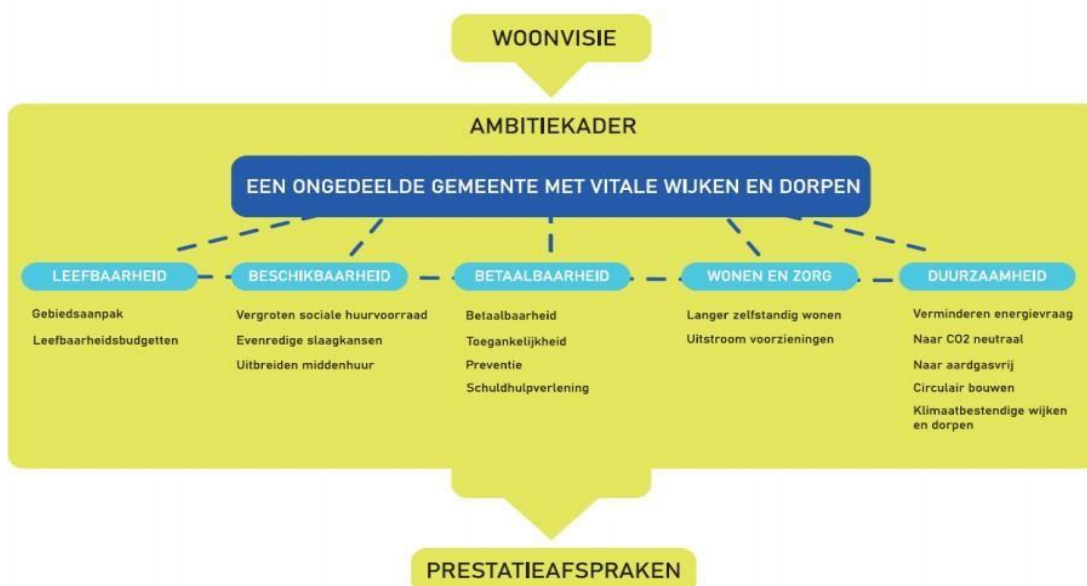 WOONVISIE
AMBITIEKADER
EEN ONGEDEELDE GEMEENTE MET VITALE WIJKEN EN DORPEN
LEEFBAARHEID
Gebiedsaanpak
Leefbaarheidsbudgetten
BESCHIKBAARHEID
Vergroten sociale huurvoorraad
Evenredige slaagkansen
Uitbreiden middenhuur
BETAALBAARHEID
Betaalbaarheid
Toegankelijkheid
Preventie
Schuldhulpverlening
WONEN EN ZORG
Langer zelfstandig wonen
Uitstroom voorzieningen
DUURZAAMHEID
Verminderen energievraag
Naar CO2 neutraal
Naar aardgasvrij
Circulair bouwen
Klimaatbestendige wijken
en dorpen
PRESTATIEAFSPRAKEN